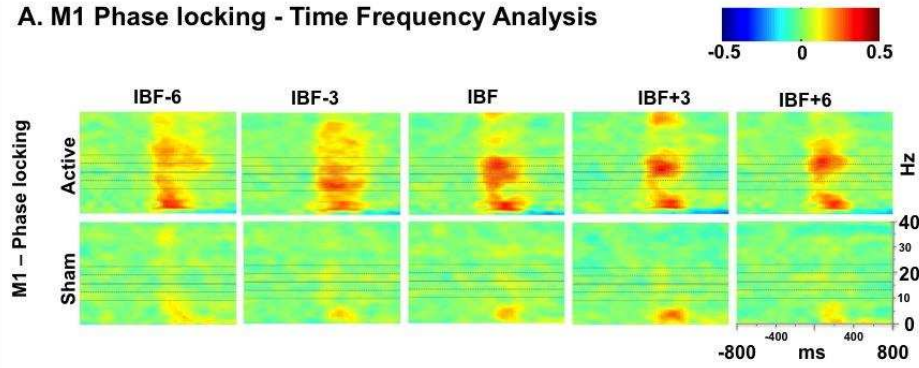 A. M1 Phase locking - Time Frequency Analysis
-0.5 0 0.5
IBF-6 IBF-3 IBF IBF+3 IBF+6
M1 – Phase locking
Active
Hz
Sham
40
30
20
10
0
-400 400
-800 ms 800